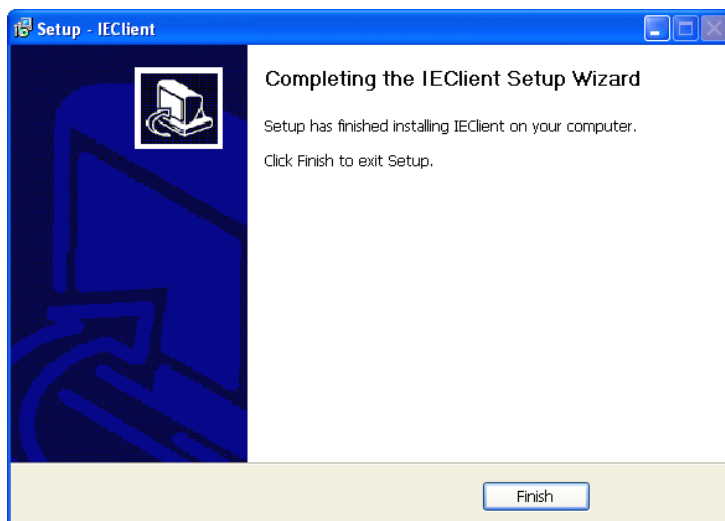 Setup - IEClient
Completing the IEClient Setup Wizard
Setup has finished installing IEClient on your computer.
Click Finish to exit Setup.
Finish